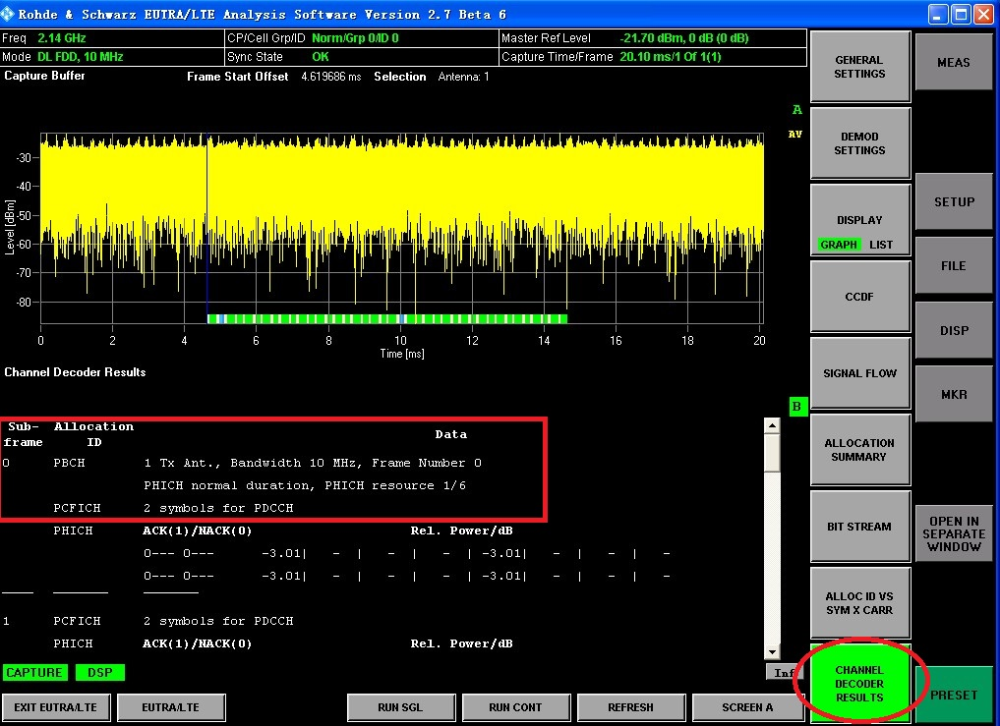 Rohde & Schwarz EUTRA/LTE Analysis Software Version 2.7 Beta 6
Freq 2.14 GHz CP/Cell Grp/ID Norm/Grp 0/ID 0 Master Ref Level -21.70 dBm, 0 dB (0 dB)
Mode DL FDD, 10 MHz Sync State OK Capture Time/Frame 20.10 ms/1 Of 1(1)
Capture Buffer Frame Start Offset 4.619686 ms Selection Antenna: 1
A
AV
-30
-40
-50
-60
-70
-80
Level [dBm]
0 2 4 6 8 10 12 14 16 18 20
Time [ms]
Channel Decoder Results
B
Sub- Allocation
frame ID Data
0 PBCH 1 Tx Ant., Bandwidth 10 MHz, Frame Number 0
PHICH normal duration, PHICH resource 1/6
PCFICH 2 symbols for PDCCH
PHICH ACK(1)/NACK(0) Rel. Power/dB
0--- 0--- -3.01| - | - | - | -3.01| - | - | -
0--- 0--- -3.01| - | - | - | -3.01| - | - | -
1 PCFICH 2 symbols for PDCCH
PHICH ACK(1)/NACK(0) Rel. Power/dB
CAPTURE DSP
EXIT EUTRA/LTE EUTRA/LTE RUN SGL RUN CONT REFRESH SCREEN A
GENERAL
SETTINGS
DEMOD
SETTINGS
DISPLAY
GRAPH LIST
CCDF
SIGNAL FLOW
ALLOCATION
SUMMARY
BIT STREAM
ALLOC ID VS
SYM X CARR
CHANNEL
DECODER
RESULTS
MEAS
SETUP
FILE
DISP
MKR
OPEN IN
SEPARATE
WINDOW
PRESET